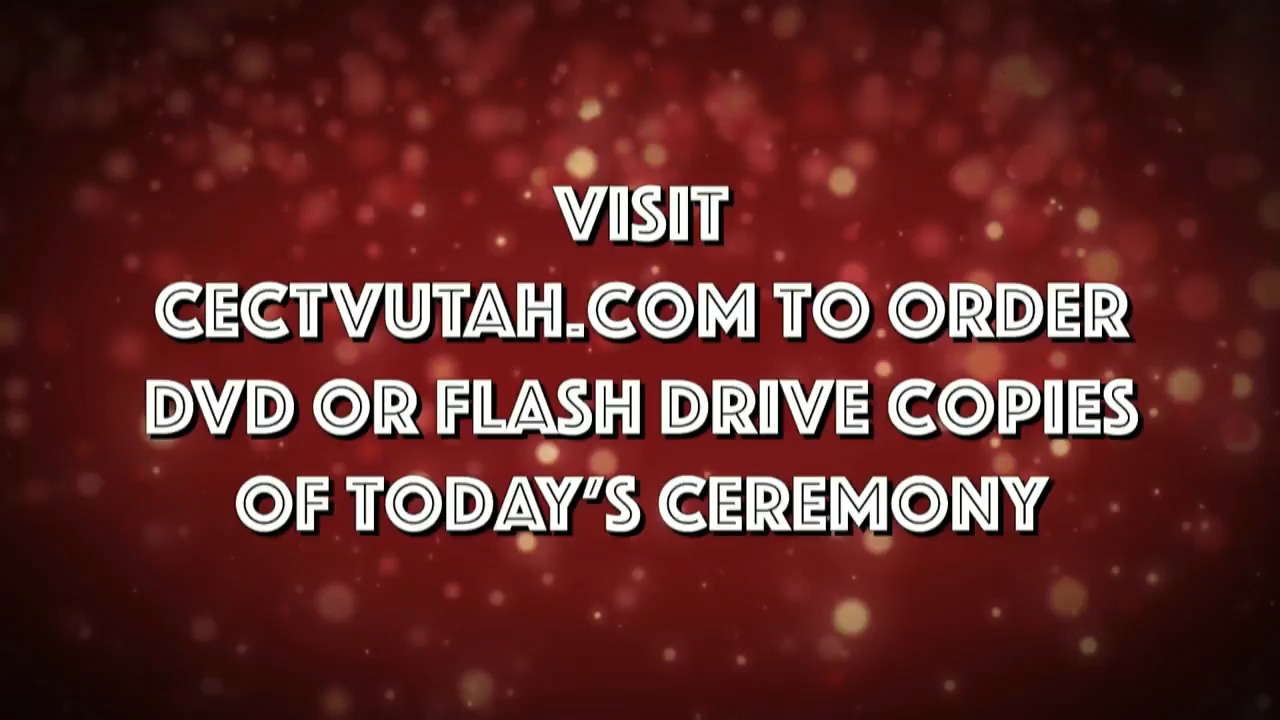 VISIT
CECTVUTAH.COM TO ORDER
DVD OR FLASH DRIVE COPIES
OF TODAY'S CEREMONY